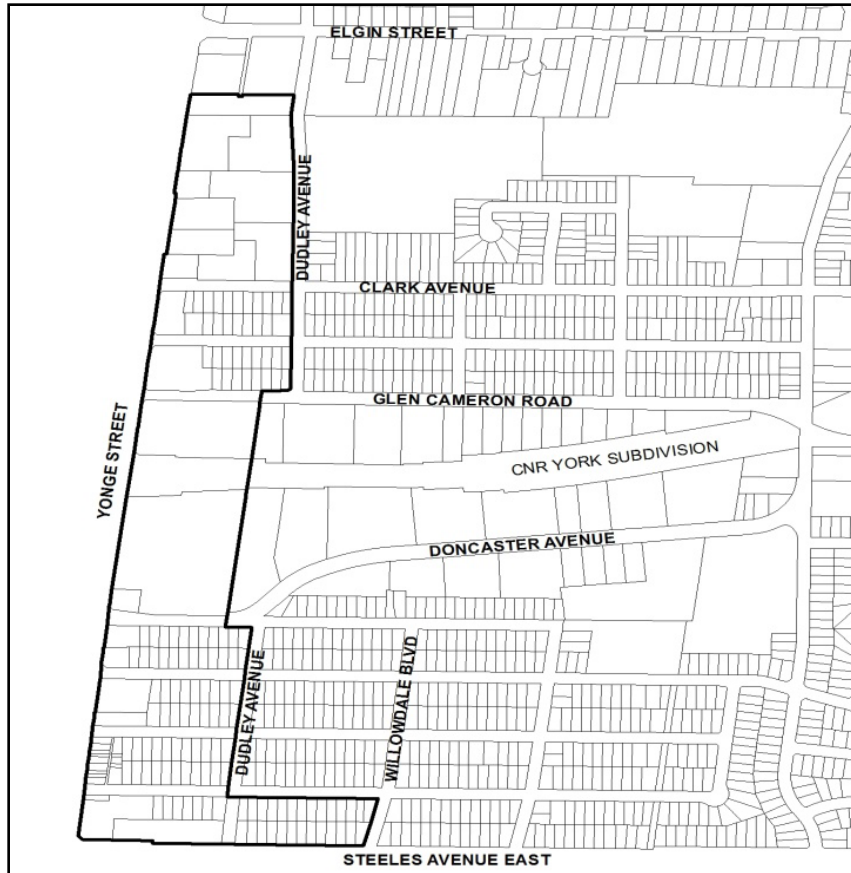 ELGIN STREET
DUDLEY AVENUE
CLARK AVENUE
GLEN CAMERON ROAD
YONGE STREET
CNR YORK SUBDIVISION
DONCASTER AVENUE
DUDLEY AVENUE
WILLOWDALE BLVD
STEELES AVENUE EAST